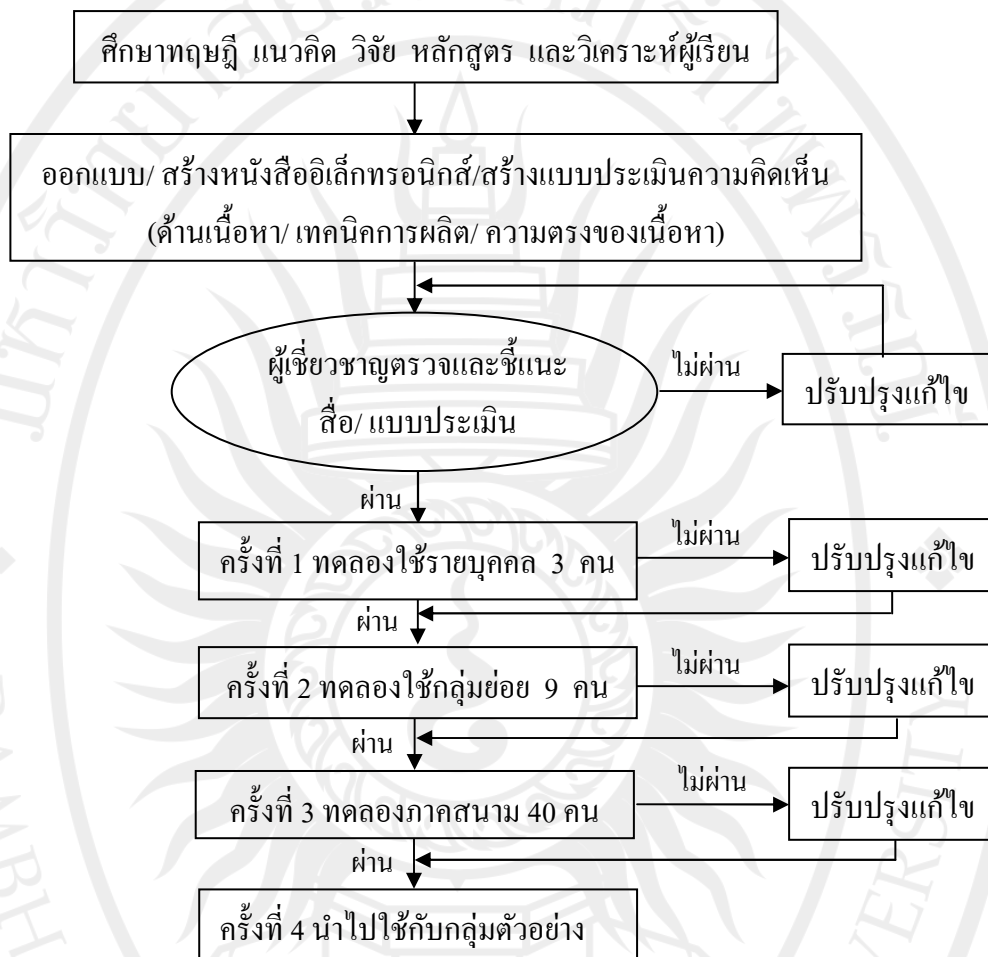 ศึกษาทฤษฎี แนวคิด วิจัย หลักสูตร และวิเคราะห์ผู้เรียน
ออกแบบ/ สร้างหนังสืออิเล็กทรอนิกส์/สร้างแบบประเมินความคิดเห็น
(ด้านเนื้อหา/ เทคนิคการผลิต/ ความตรงของเนื้อหา)
ผู้เชี่ยวชาญตรวจและชี้แนะ
สื่อ/ แบบประเมิน
ไม่ผ่าน
ปรับปรุงแก้ไข
ผ่าน
ครั้งที่ 1 ทดลองใช้รายบุคคล 3 คน
ไม่ผ่าน
ปรับปรุงแก้ไข
ผ่าน
ครั้งที่ 2 ทดลองใช้กลุ่มย่อย 9 คน
ไม่ผ่าน
ปรับปรุงแก้ไข
ผ่าน
ครั้งที่ 3 ทดลองภาคสนาม 40 คน
ไม่ผ่าน
ปรับปรุงแก้ไข
ผ่าน
ครั้งที่ 4 นำไปใช้กับกลุ่มตัวอย่าง